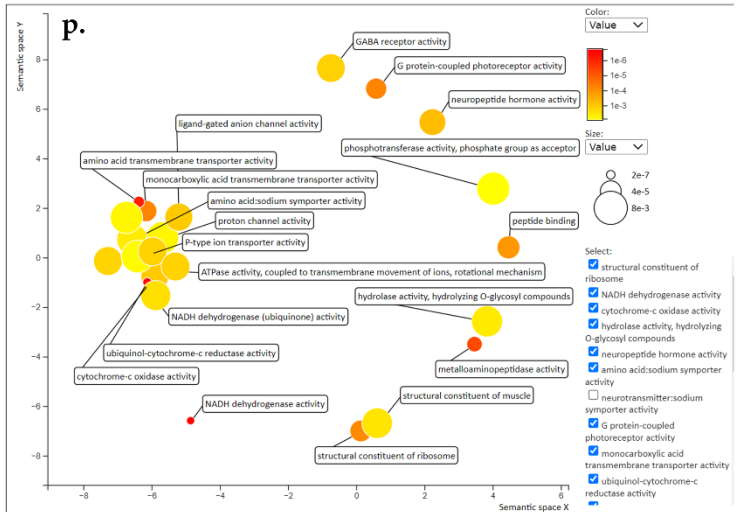 p.
Semantic space Y
8
6
4
2
0
−2
−4
−6
−8
−8
−6
−4
−2
0
2
4
6
Semantic space X
GABA receptor activity
G protein-coupled photoreceptor activity
neuropeptide hormone activity
ligand-gated anion channel activity
phosphotransferase activity, phosphate group as acceptor
amino acid transmembrane transporter activity
monocarboxylic acid transmembrane transporter activity
amino acid:sodium symporter activity
proton channel activity
peptide binding
P-type ion transporter activity
ATPase activity, coupled to transmembrane movement of ions, rotational mechanism
hydrolase activity, hydrolyzing O-glycosyl compounds
NADH dehydrogenase (ubiquinone) activity
ubiquinol-cytochrome-c reductase activity
metalloaminopeptidase activity
cytochrome-c oxidase activity
structural constituent of muscle
NADH dehydrogenase activity
structural constituent of ribosome
Color:
Value
1e-6
1e-5
1e-3
Size:
Value
2e-7
4e-5
8e-3
Select:
structural constituent of
ribosome
NADH dehydrogenase activity
cytochrome-c oxidase activity
hydrolase activity, hydrolyzing
O-glycosyl compounds
neuropeptide hormone activity
amino acid:sodium symporter
activity
neurotransmitter:sodium
symporter activity
G protein-coupled
photoreceptor activity
monocarboxylic acid
transmembrane transporter activity
ubiquinol-cytochrome-c
reductase activity